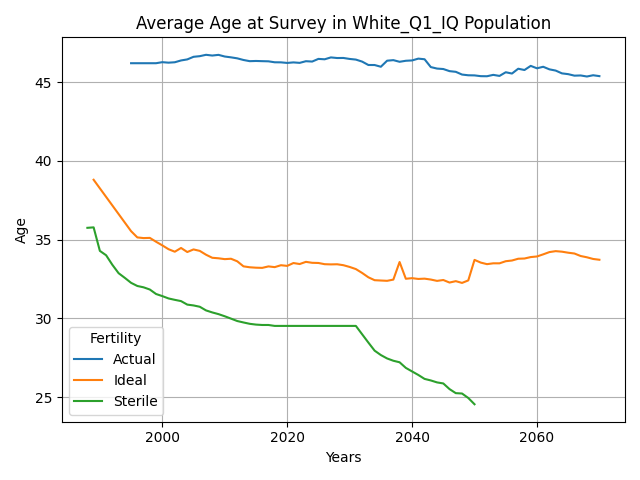 Average Age at Survey in White_Q1_IQ Population
Age
45
40
35
30
25
Fertility
Actual
Ideal
Sterile
2000
2020
2040
2060
Years